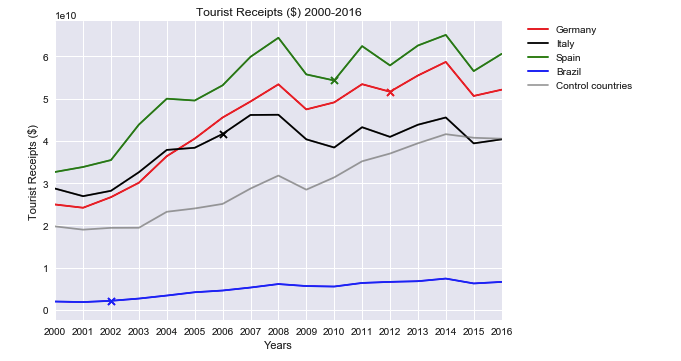 Tourist Receipts ($) 2000-2016
1e10
Germany
Italy
Spain
Brazil
Control countries
6
5
4
3
2
1
0
Tourist Receipts ($)
2000 2001 2002 2003 2004 2005 2006 2007 2008 2009 2010 2011 2012 2013 2014 2015 2016
Years